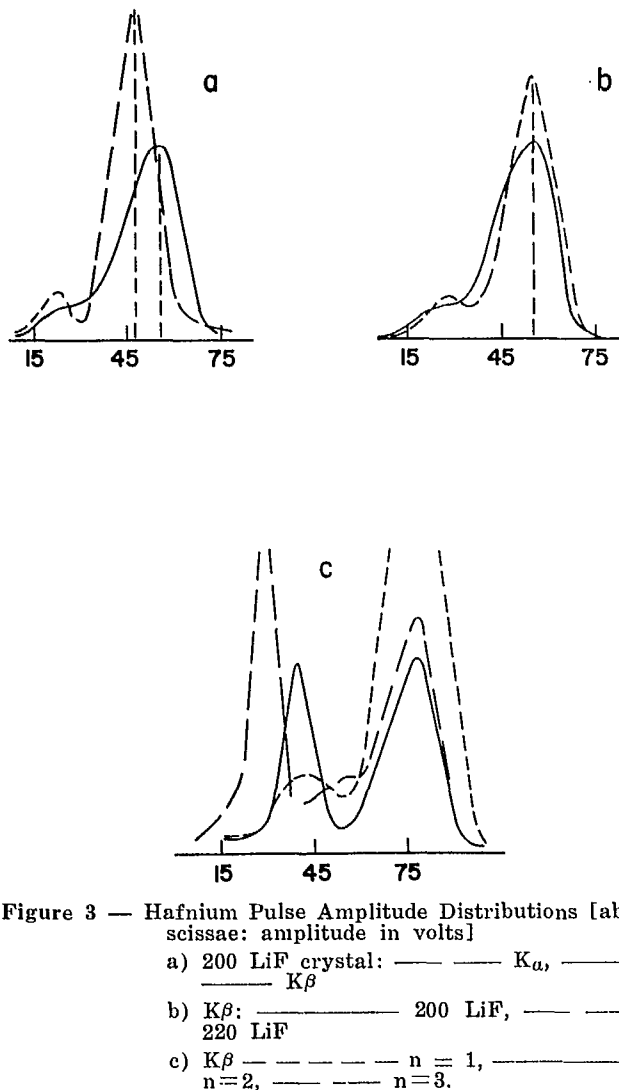 a
b
15 45 75
15 45 75
c
15 45 75
Figure 3 — Hafnium Pulse Amplitude Distributions [ab
scissae: amplitude in volts]
a) 200 LiF crystal: —— —— Kα, ——
—— Kβ
b) Kβ: ——— 200 LiF, —— —
220 LiF
c) Kβ — — — — — n = 1, ———
n=2, —— —— n=3.